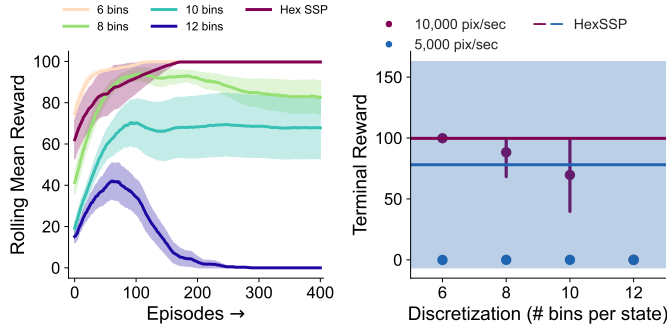 6 bins
8 bins
10 bins
12 bins
Hex SSP
Rolling Mean Reward
100
80
60
40
20
0
0
100
200
300
400
Episodes →
10,000 pix/sec
5,000 pix/sec
HexSSP
Terminal Reward
150
100
50
0
6
8
10
12
Discretization (# bins per state)